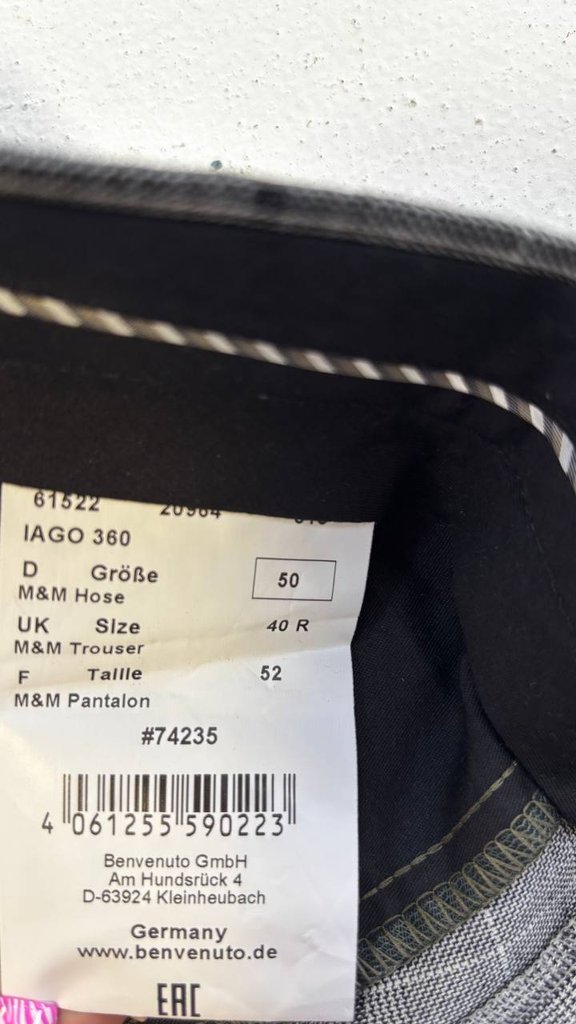 61522 20964
IAGO 360
D Größe 50
M&M Hose
UK Size 40 R
M&M Trouser
F Taille 52
M&M Pantalon
#74235
4 061255 590223
Benvenuto GmbH
Am Hundsrück 4
D-63924 Kleinheubach
Germany
www.benvenuto.de
EAC